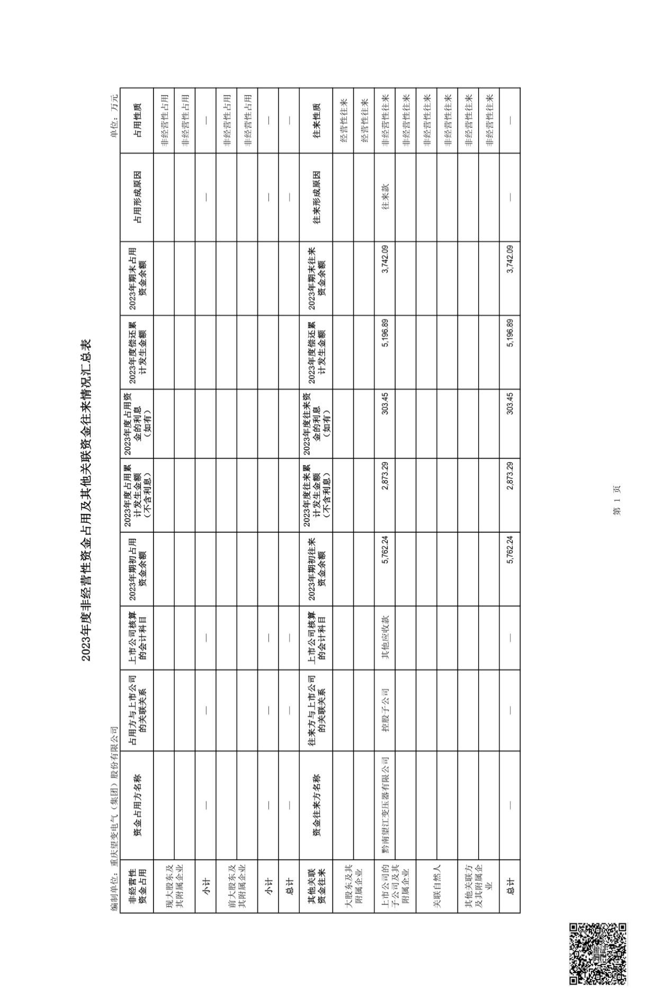 2023年度非经营性资金占用及其他关联资金往来情况汇总表
编制单位：重庆望变电气（集团）股份有限公司 单位：万元
非经营性资金占用 资金占用方名称 占用方与上市公司的关联关系 上市公司核算的会计科目 2023年期初占用资金余额 2023年度占用累计发生金额（不含利息） 2023年度占用资金的利息（如有） 2023年度偿还累计发生金额 2023年期末占用资金余额 占用形成原因 占用性质
现大股东及其附属企业 非经营性占用
非经营性占用
小计 — — — — —
前大股东及其附属企业 非经营性占用
非经营性占用
小计 — — — — —
总计 — — — — —
其他关联资金往来 资金往来方名称 往来方与上市公司的关联关系 上市公司核算的会计科目 2023年期初往来资金余额 2023年度往来累计发生金额（不含利息） 2023年度往来资金的利息（如有） 2023年度偿还累计发生金额 2023年期末往来资金余额 往来形成原因 往来性质
大股东及其附属企业 经营性往来
经营性往来
上市公司的子公司及其附属企业 黔南望江变压器有限公司 控股子公司 其他应收款 5,762.24 2,873.29 303.45 5,196.89 3,742.09 往来款 非经营性往来
非经营性往来
关联自然人 非经营性往来
非经营性往来
其他关联方及其附属企业 非经营性往来
非经营性往来
总计 — — — 5,762.24 2,873.29 303.45 5,196.89 3,742.09 — —
第 1 页
验证码